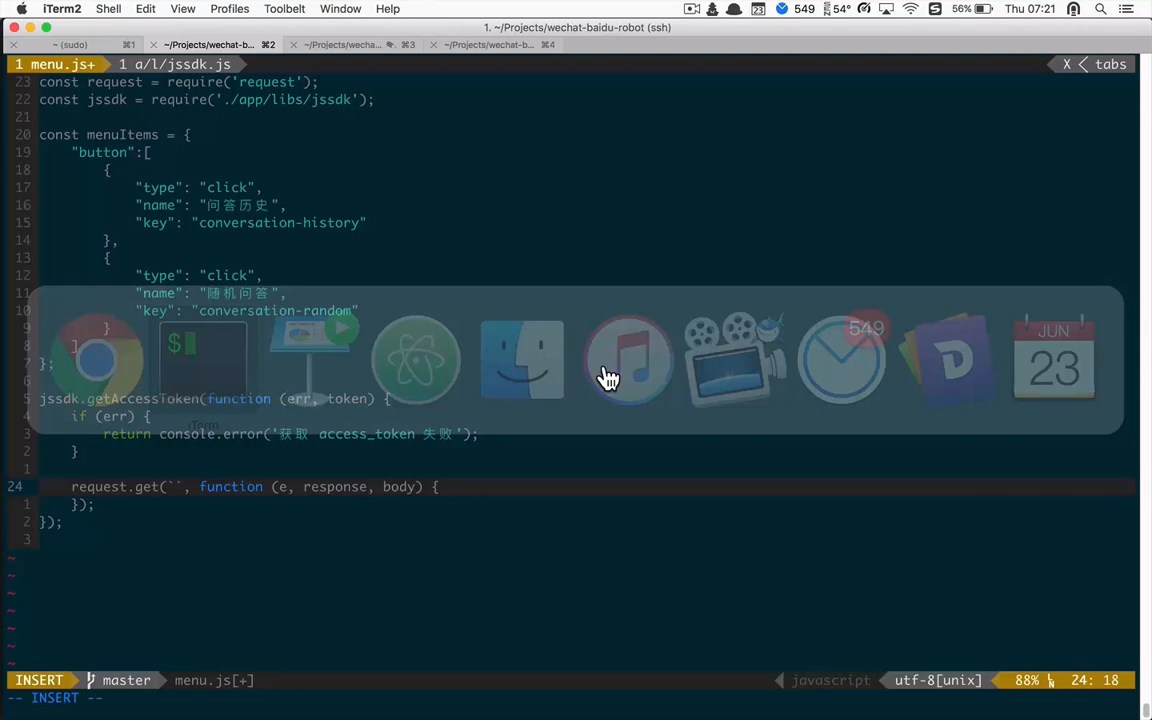 iTerm2 Shell Edit View Profiles Toolbelt Window Help 23 549 54° 56% Thu 07:21
1. ~/Projects/wechat-baidu-robot (ssh)
~ (sudo) ⌘1 ~/Projects/wechat-b... ⌘2 ~/Projects/wecha... ⌘3 ~/Projects/wechat-b... ⌘4
1 menu.js+ 1 a/l/jssdk.js X < tabs
23 const request = require('request');
22 const jssdk = require('./app/libs/jssdk');
21
20 const menuItems = {
19 "button":[
18 {
17 "type": "click",
16 "name": "问答历史",
15 "key": "conversation-history"
14 },
13 {
12 "type": "click",
11 "name": "随机问答",
10 "key": "conversation-random"
9 }
8 ]
7 };
6
5 jssdk.getAccessToken(function (err, token) {
4 if (err) {
3 return console.error('获取 access_token 失败');
2 }
1
24 request.get(``, function (e, response, body) {
1 });
2 });
3
~
~
~
~
~
~
~
$
549
JUN
23
iTerm
INSERT master menu.js[+] javascript utf-8[unix] 88% 24: 18
-- INSERT --